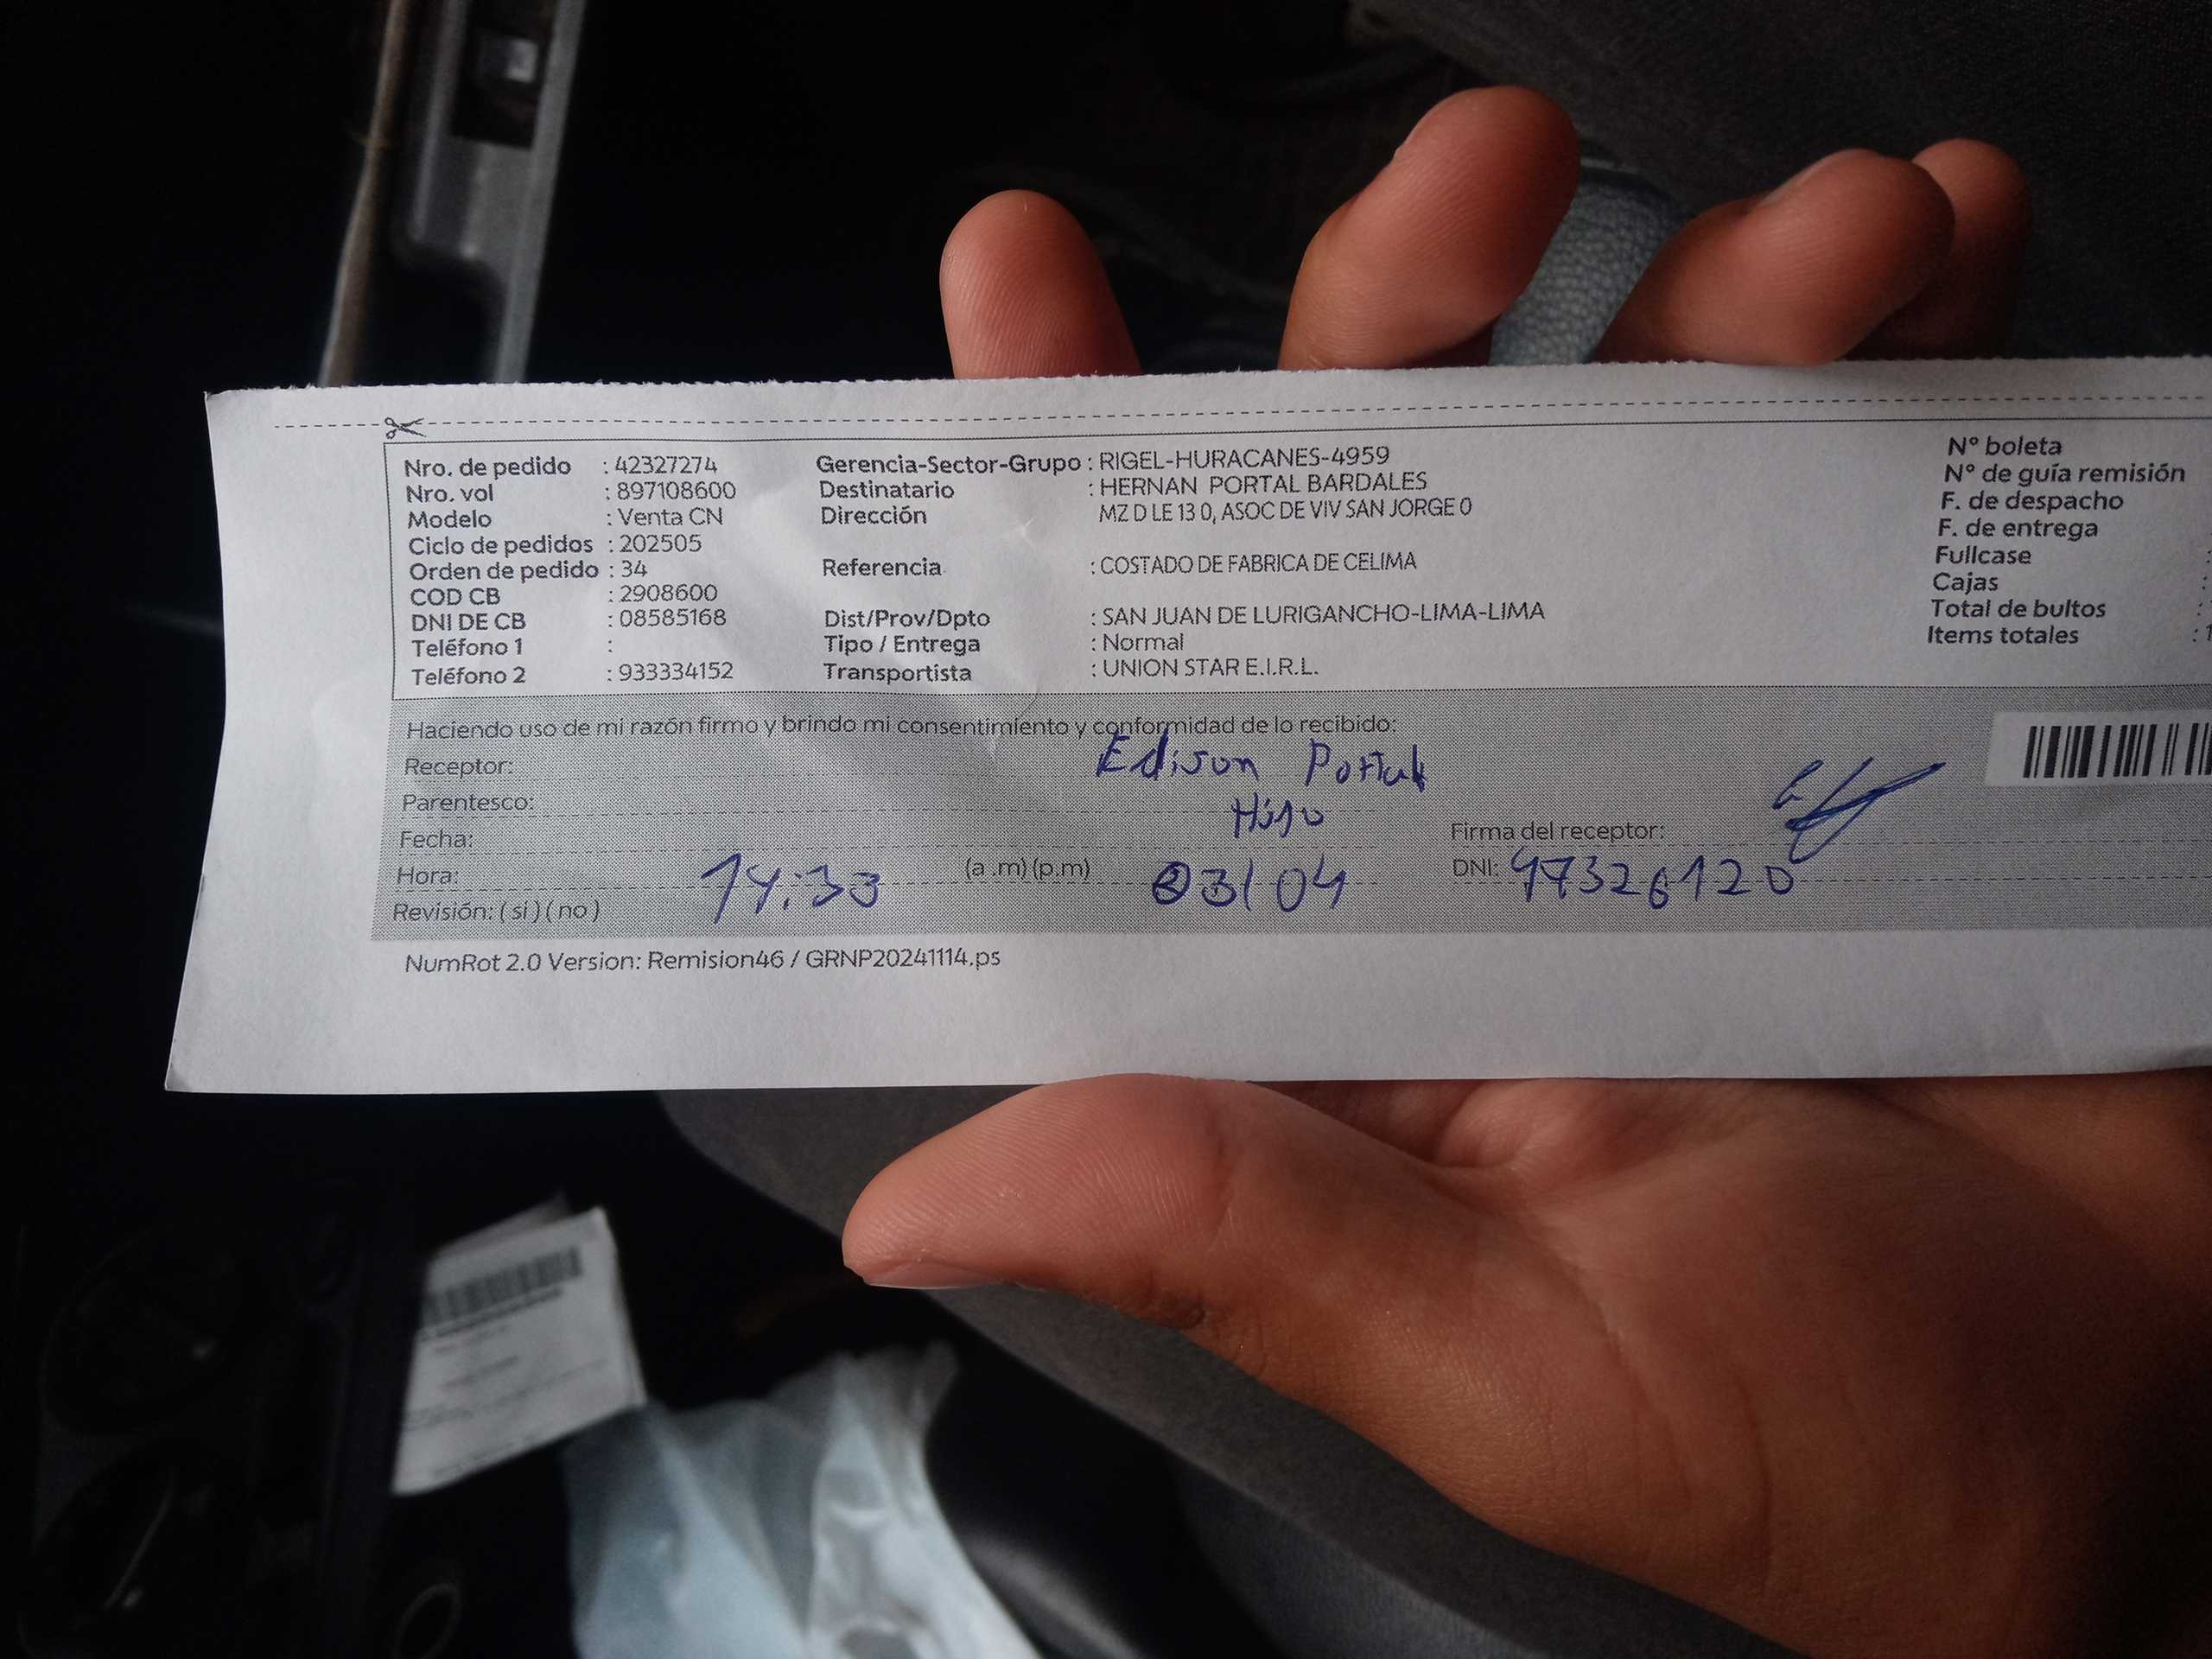 Nro. de pedido : 42327274
Nro. vol : 897108600
Modelo : Venta CN
Ciclo de pedidos : 202505
Orden de pedido : 34
COD CB : 2908600
DNI DE CB : 08585168
Teléfono 1 :
Teléfono 2 : 933334152
Gerencia-Sector-Grupo : RIGEL-HURACANES-4959
Destinatario : HERNAN PORTAL BARDALES
Dirección MZ D LE 13 0, ASOC DE VIV SAN JORGE 0
Referencia : COSTADO DE FABRICA DE CELIMA
Dist/Prov/Dpto : SAN JUAN DE LURIGANCHO-LIMA-LIMA
Tipo / Entrega : Normal
Transportista : UNION STAR E.I.R.L.
N° boleta
N° de guía remisión
F. de despacho
F. de entrega
Fullcase :
Cajas :
Total de bultos :
Items totales : 1
Haciendo uso de mi razón firmo y brindo mi consentimiento y conformidad de lo recibido:
Receptor: Edison Portal
Parentesco: Hijo
Fecha:
Firma del receptor:
Hora: 14:33 (a .m) (p.m) 03/04
DNI: 47326120
Revisión: ( si ) ( no )
NumRot 2.0 Version: Remision46 / GRNP20241114.ps